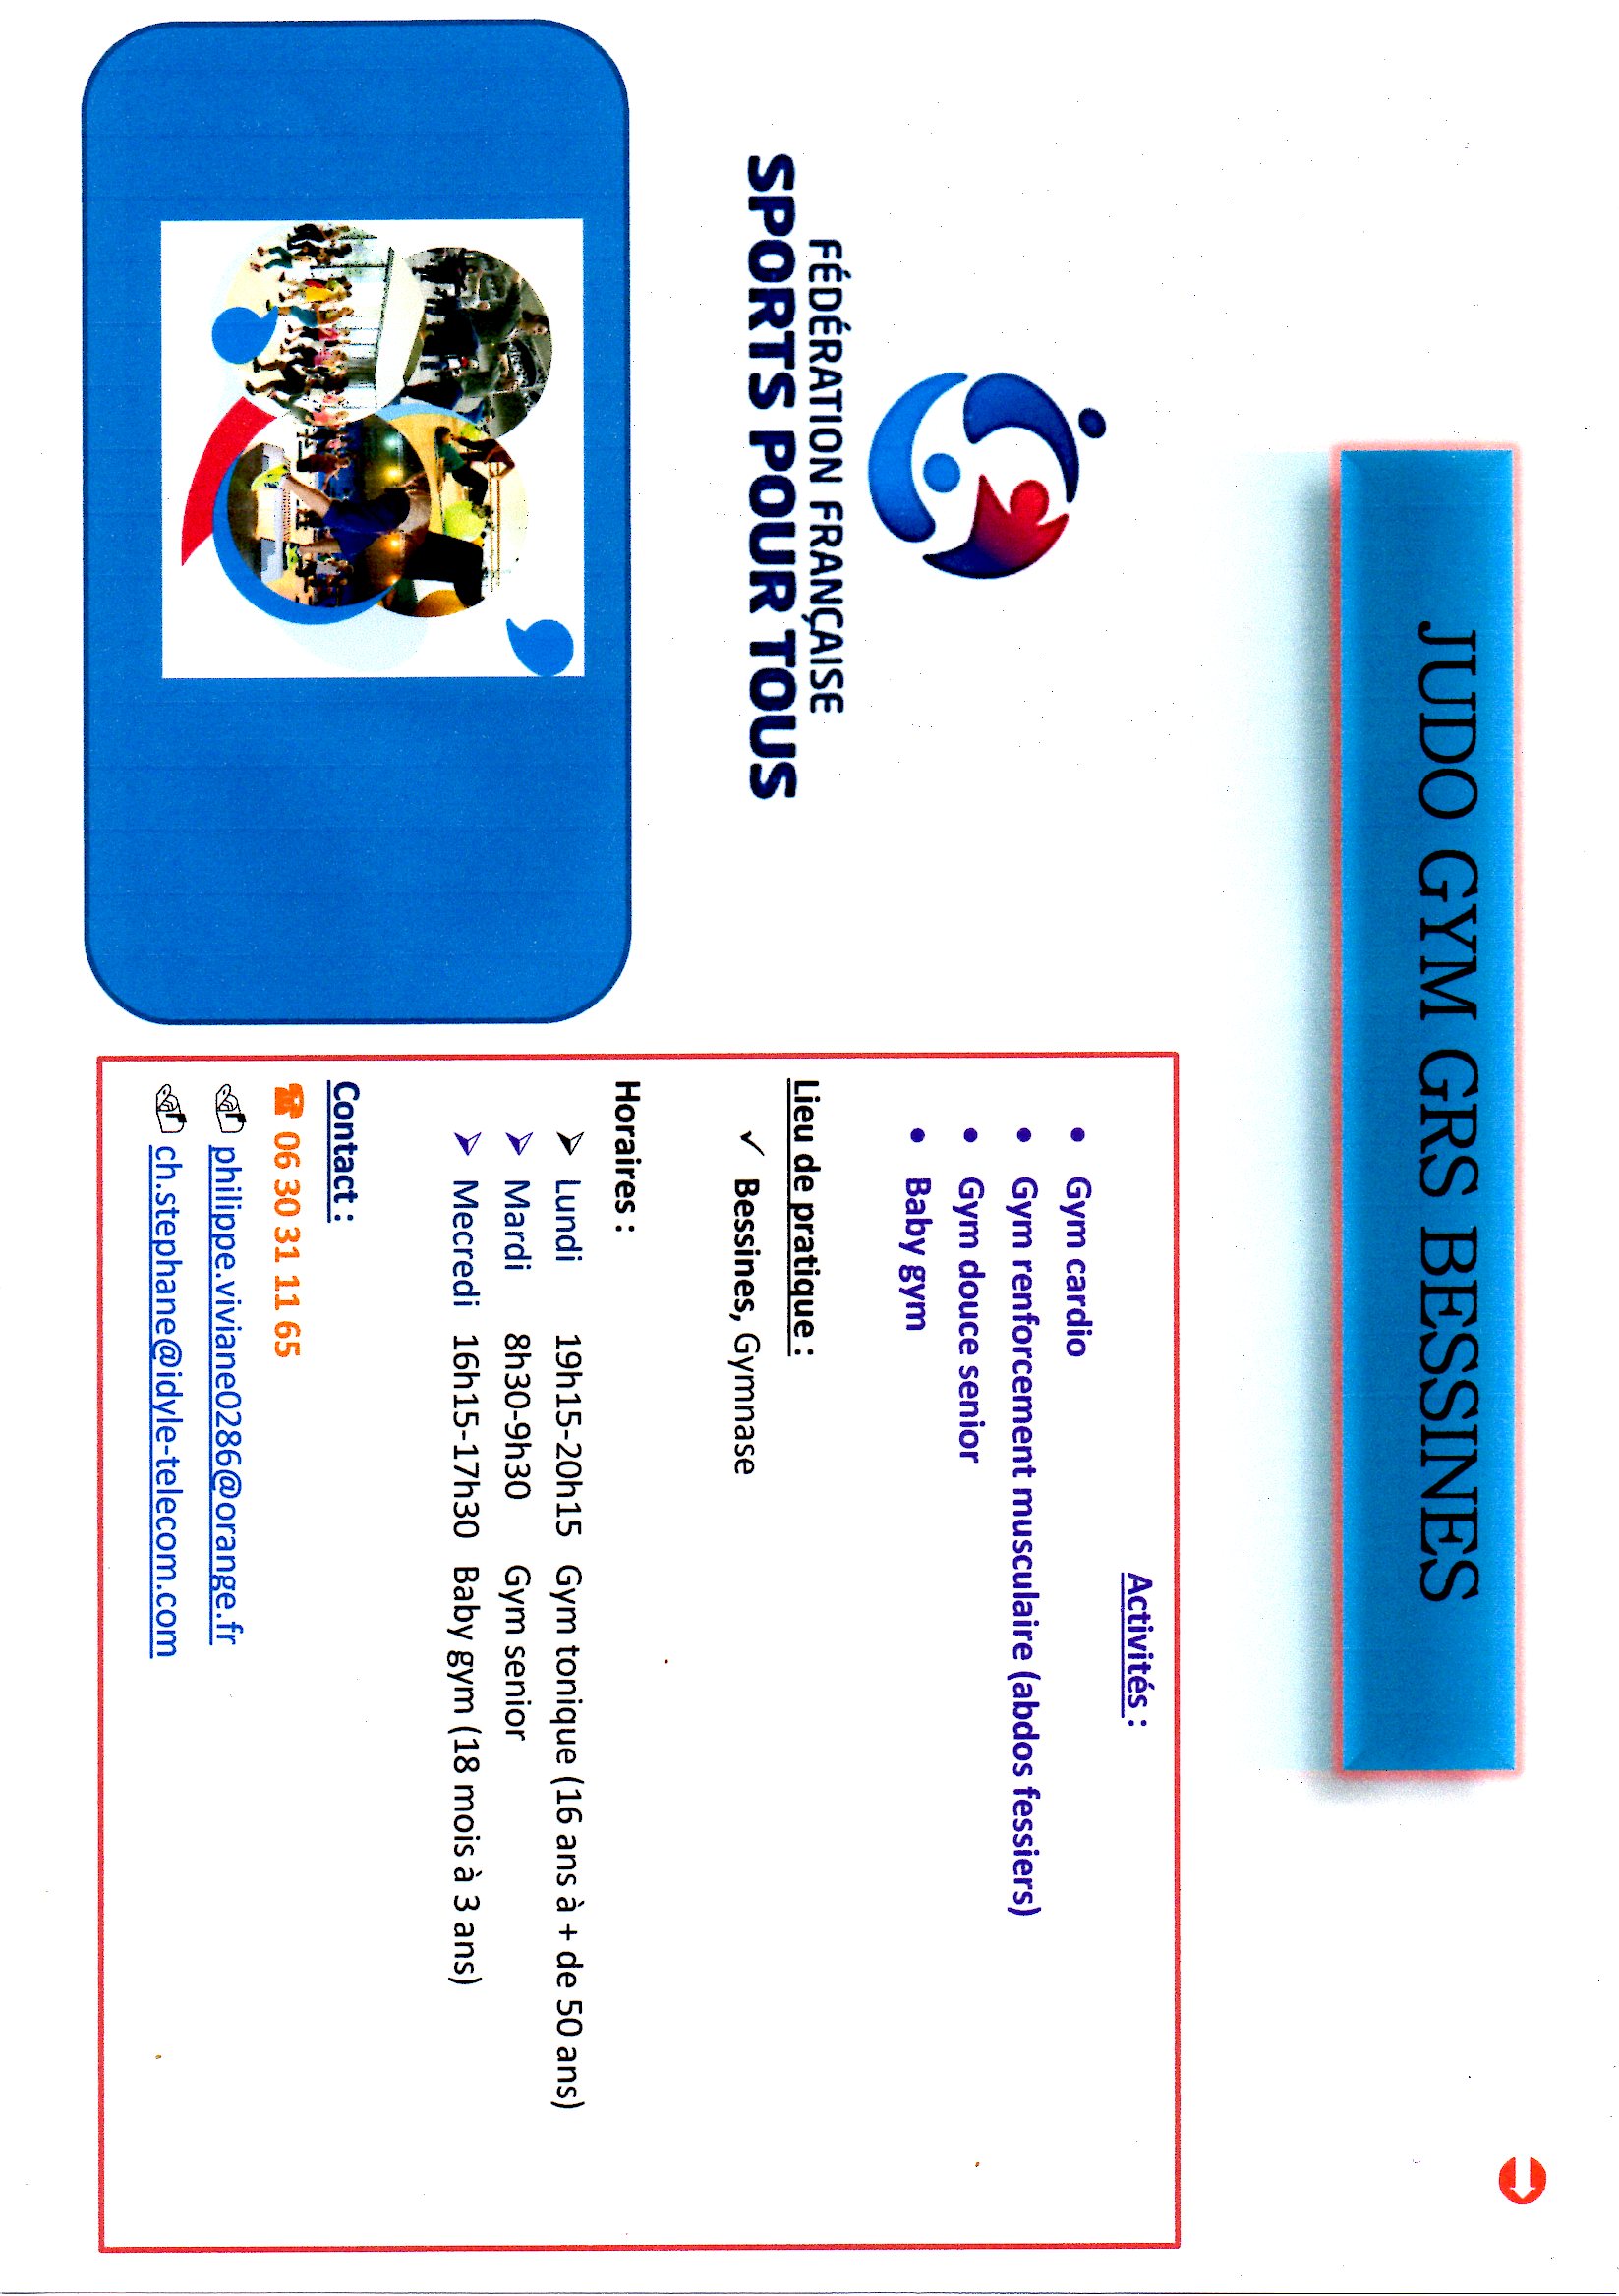 JUDO GYM GRS BESSINES
FÉDÉRATION FRANÇAISE
SPORTS POUR TOUS
Activités :
• Gym cardio
• Gym renforcement musculaire (abdos fessiers)
• Gym douce senior
• Baby gym
Lieu de pratique :
✓ Bessines, Gymnase
Horaires :
➢ Lundi 19h15-20h15 Gym tonique (16 ans à + de 50 ans)
➢ Mardi 8h30-9h30 Gym senior
➢ Mecredi 16h15-17h30 Baby gym (18 mois à 3 ans)
Contact :
☎ 06 30 31 11 65
philippe.viviane0286@orange.fr
ch.stephane@idyle-telecom.com